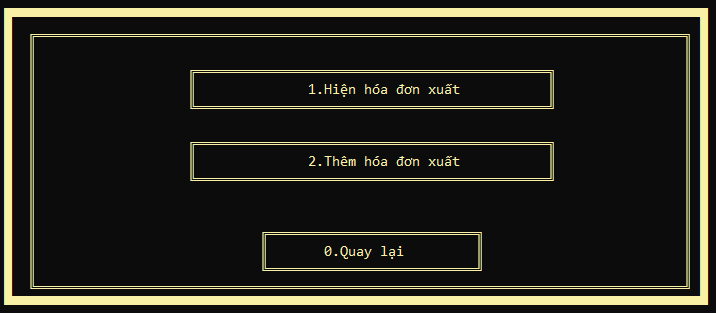 1.Hiện hóa đơn xuất
2.Thêm hóa đơn xuất
0.Quay lại